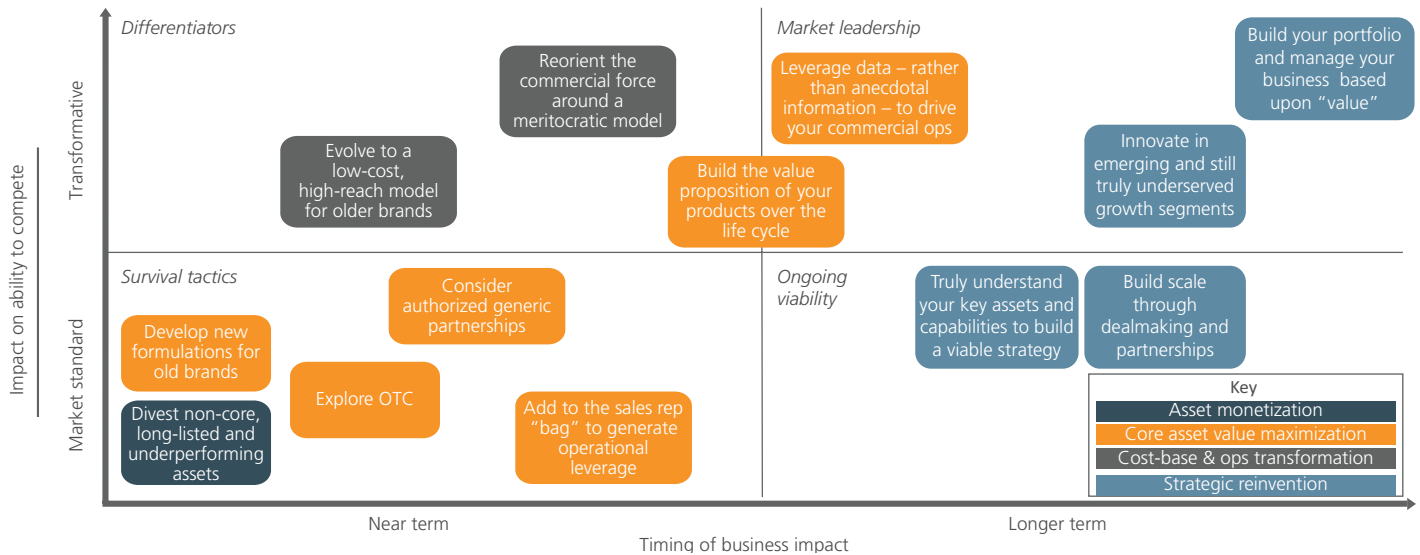 Differentiators
Reorient the
commercial force
around a
meritocratic model
Evolve to a
low-cost,
high-reach model
for older brands
Market leadership
Leverage data – rather
than anecdotal
information – to drive
your commercial ops
Build the value
proposition of your
products over the
life cycle
Build your portfolio
and manage your
business based
upon “value”
Innovate in
emerging and still
truly underserved
growth segments
Impact on ability to compete
Transformative
Market standard
Survival tactics
Consider
authorized generic
partnerships
Develop new
formulations for
old brands
Explore OTC
Divest non-core,
long-listed and
underperforming
assets
Add to the sales rep
“bag” to generate
operational
leverage
Ongoing
viability
Truly understand
your key assets and
capabilities to build
a viable strategy
Build scale
through
dealmaking and
partnerships
Key
Asset monetization
Core asset value maximization
Cost-base & ops transformation
Strategic reinvention
Near term
Longer term
Timing of business impact